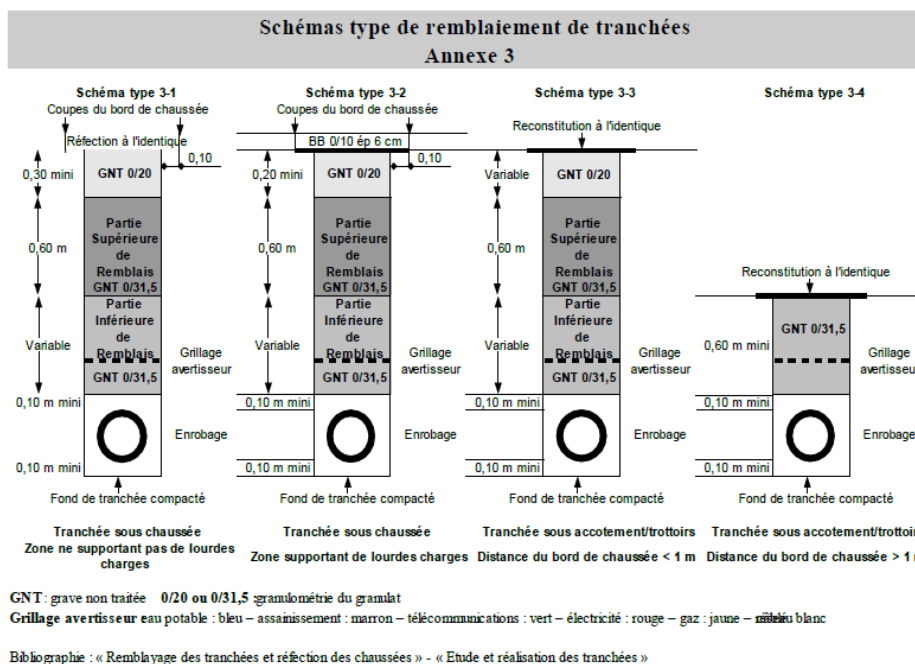 Schémas type de remblaiement de tranchées
Annexe 3
Schéma type 3-1
Coupes du bord de chaussée
Réfection à l'identique
0,10
0,30 mini
GNT 0/20
0,60 m
Partie
Supérieure
de
Remblais
GNT 0/31,5
Variable
Partie
Inférieure
de
Remblais
Grillage
avertisseur
GNT 0/31,5
0,10 m mini
Enrobage
0,10 m mini
Fond de tranchée compacté
Tranchée sous chaussée
Zone ne supportant pas de lourdes
charges
Schéma type 3-2
Coupes du bord de chaussée
BB 0/10 ép 6 cm
0,10
0,20 mini
GNT 0/20
0,60 m
Partie
Supérieure
de
Remblais
GNT 0/31,5
Variable
Partie
Inférieure
de
Remblais
Grillage
avertisseur
GNT 0/31,5
0,10 m mini
Enrobage
0,10 m mini
Fond de tranchée compacté
Tranchée sous chaussée
Zone supportant de lourdes charges
Schéma type 3-3
Reconstitution à l'identique
Variable
GNT 0/20
0,60 m
Partie
Supérieure
de
Remblais
GNT 0/31,5
Variable
Partie
Inférieure
de
Remblais
Grillage
avertisseur
GNT 0/31,5
0,10 m mini
Enrobage
0,10 m mini
Fond de tranchée compacté
Tranchée sous accotement/trottoirs
Distance du bord de chaussée < 1 m
Schéma type 3-4
Reconstitution à l'identique
GNT 0/31,5
0,60 m mini
Grillage
avertisseur
0,10 m mini
Enrobage
0,10 m mini
Fond de tranchée compacté
Tranchée sous accotement/trottoirs
Distance du bord de chaussée > 1 m
GNT : grave non traitée 0/20 ou 0/31,5 : granulométrie du granulat
Grillage avertisseur eau potable : bleu – assainissement : marron – télécommunications : vert – électricité : rouge – gaz : jaune – blanc
Bibliographie : « Remblayage des tranchées et réfection des chaussées » - « Etude et réalisation des tranchées »